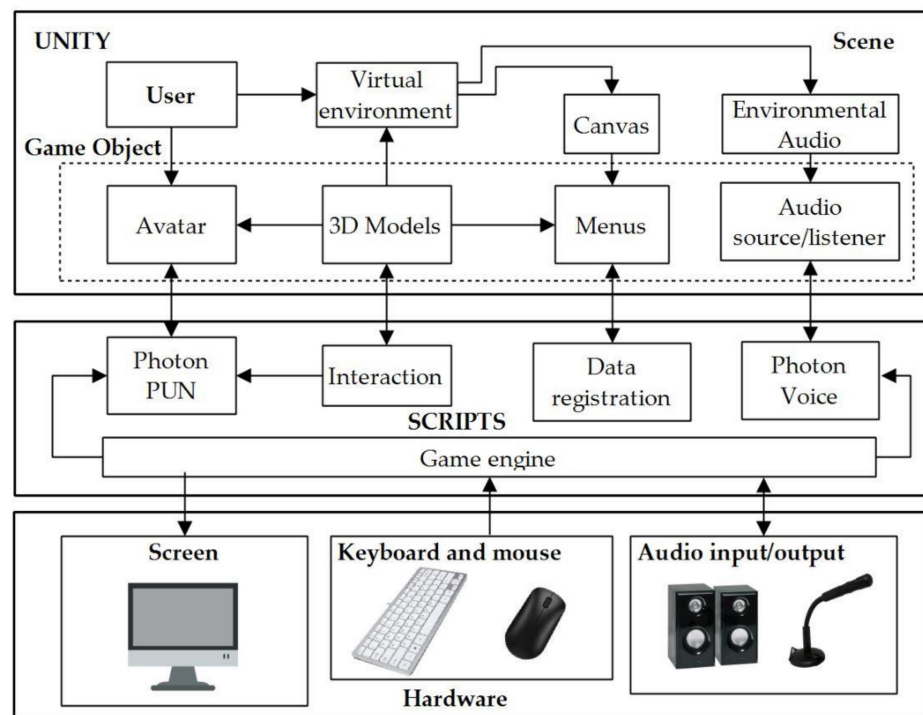 UNITY
Scene
User
Virtual
environment
Canvas
Environmental
Audio
Game Object
Avatar
3D Models
Menus
Audio
source/listener
Photon
PUN
Interaction
Data
registration
Photon
Voice
SCRIPTS
Game engine
Screen
Keyboard and mouse
Audio input/output
Hardware